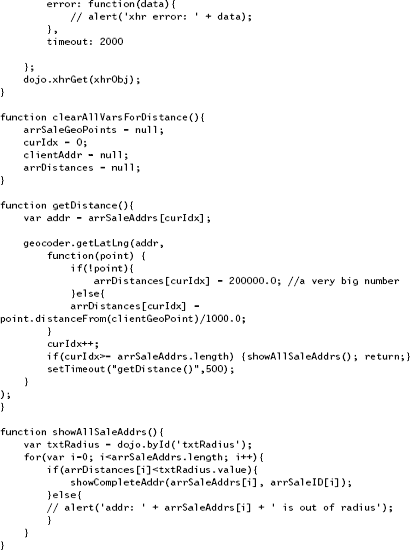 error: function(data){
            // alert('xhr error: ' + data);
        },
        timeout: 2000

    };
    dojo.xhrGet(xhrObj);
}

function clearAllVarsForDistance(){
    arrSaleGeoPoints = null;
    curIdx = 0;
    clientAddr = null;
    arrDistances = null;
}

function getDistance(){
    var addr = arrSaleAddrs[curIdx];

    geocoder.getLatLng(addr,
        function(point) {
            if(!point){
                arrDistances[curIdx] = 200000.0; //a very big number
            }else{
            arrDistances[curIdx] =
point.distanceFrom(clientGeoPoint)/1000.0;
        }
        curIdx++;
        if(curIdx>= arrSaleAddrs.length) {showAllSaleAddrs(); return;}
        setTimeout("getDistance()",500);
    }
);
}

function showAllSaleAddrs(){
    var txtRadius = dojo.byId('txtRadius');
    for(var i=0; i<arrSaleAddrs.length; i++){
        if(arrDistances[i]<txtRadius.value){
            showCompleteAddr(arrSaleAddrs[i], arrSaleID[i]);
        }else{
        // alert('addr: ' + arrSaleAddrs[i] + ' is out of radius');
        }
    }
}